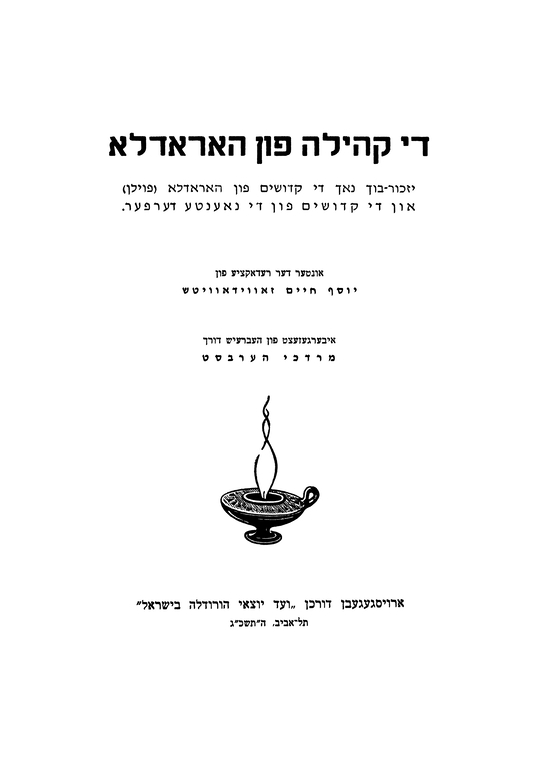 די קהילה פון האראדלא
יזכור-בוך נאך די קדושים פון האראדלא (פוילן)
און די קדושים פון די נאענטע דערפער.
אונטער דער רעדאקציע פון
יוסף חיים זאווידאוויטש
איבערגעזעצט פון העברעיש דורך
מרדכי הערבסט
ארויסגעגעבן דורכן „ועד יוצאי הורודלה בישראל״
תל-אביב, ה״תשכ״ג